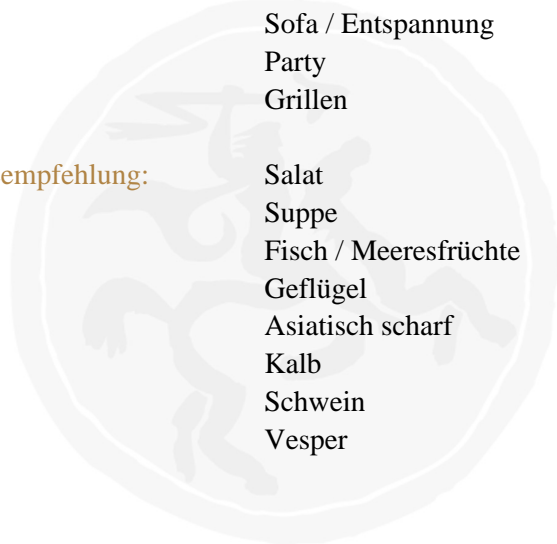 Sofa / Entspannung
Party
Grillen
empfehlung: Salat
Suppe
Fisch / Meeresfrüchte
Geflügel
Asiatisch scharf
Kalb
Schwein
Vesper